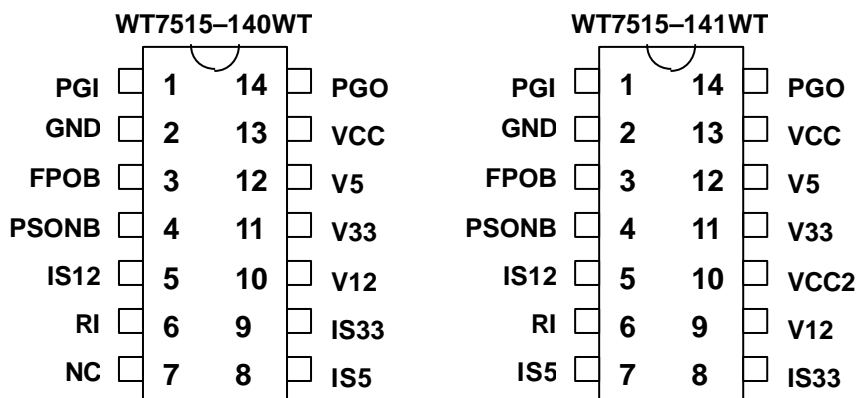 WT7515–140WT WT7515–141WT
PGI 1 14 PGO PGI 1 14 PGO
GND 2 13 VCC GND 2 13 VCC
FPOB 3 12 V5 FPOB 3 12 V5
PSONB 4 11 V33 PSONB 4 11 V33
IS12 5 10 V12 IS12 5 10 VCC2
RI 6 9 IS33 RI 6 9 V12
NC 7 8 IS5 IS5 7 8 IS33